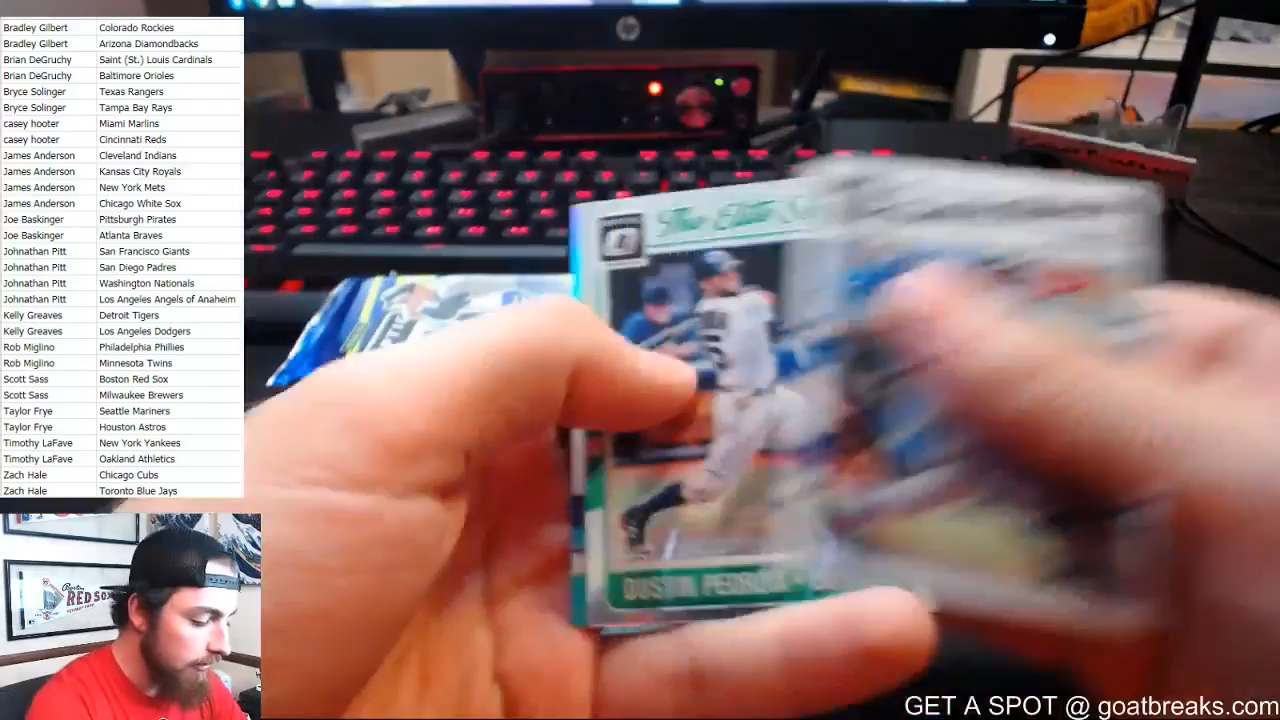 Bradley Gilbert Colorado Rockies
Bradley Gilbert Arizona Diamondbacks
Brian DeGruchy Saint (St.) Louis Cardinals
Brian DeGruchy Baltimore Orioles
Bryce Solinger Texas Rangers
Bryce Solinger Tampa Bay Rays
casey hooter Miami Marlins
casey hooter Cincinnati Reds
James Anderson Cleveland Indians
James Anderson Kansas City Royals
James Anderson New York Mets
James Anderson Chicago White Sox
Joe Baskinger Pittsburgh Pirates
Joe Baskinger Atlanta Braves
Johnathan Pitt San Francisco Giants
Johnathan Pitt San Diego Padres
Johnathan Pitt Washington Nationals
Johnathan Pitt Los Angeles Angels of Anaheim
Kelly Greaves Detroit Tigers
Kelly Greaves Los Angeles Dodgers
Rob Miglino Philadelphia Phillies
Rob Miglino Minnesota Twins
Scott Sass Boston Red Sox
Scott Sass Milwaukee Brewers
Taylor Frye Seattle Mariners
Taylor Frye Houston Astros
Timothy LaFave New York Yankees
Timothy LaFave Oakland Athletics
Zach Hale Chicago Cubs
Zach Hale Toronto Blue Jays
hp
The Elite
DUSTIN
Boston
RED SOX
GET A SPOT @ goatbreaks.com